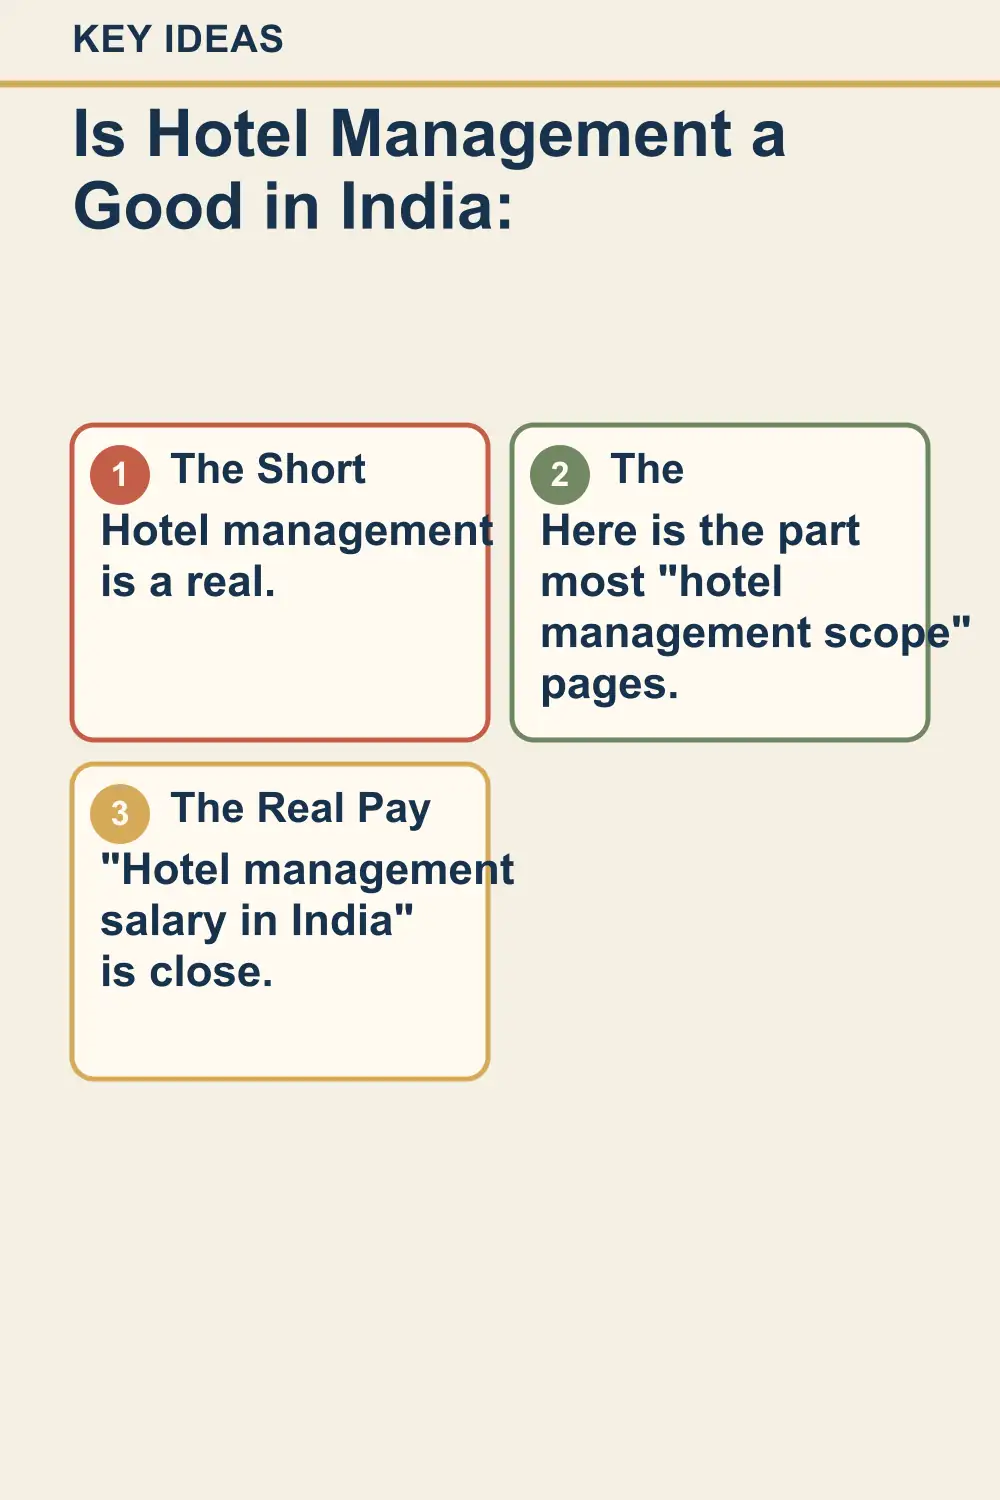 KEY IDEAS
Is Hotel Management a
Good in India:
1 The Short
Hotel management
is a real.
2 The
Here is the part
most "hotel
management scope"
pages.
3 The Real Pay
"Hotel management
salary in India"
is close.